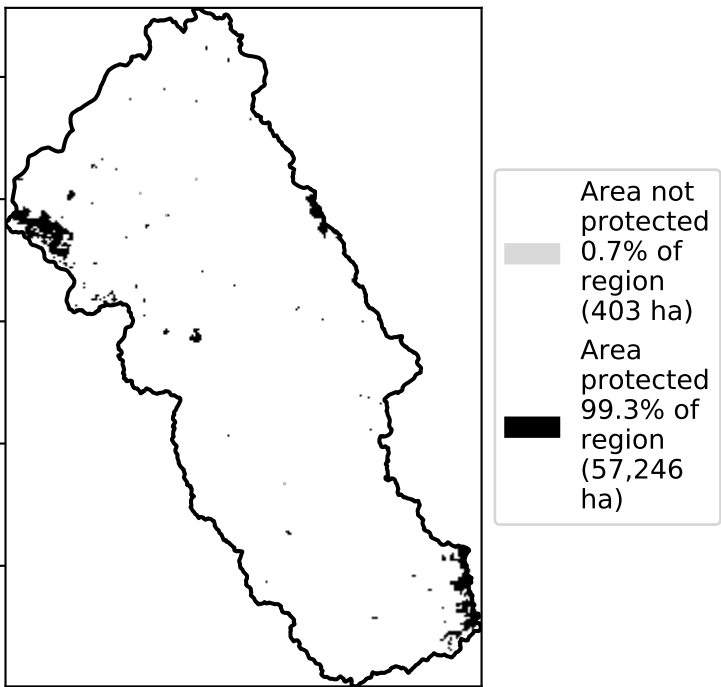 Area not
protected
0.7% of
region
(403 ha)
Area
protected
99.3% of
region
(57,246
ha)